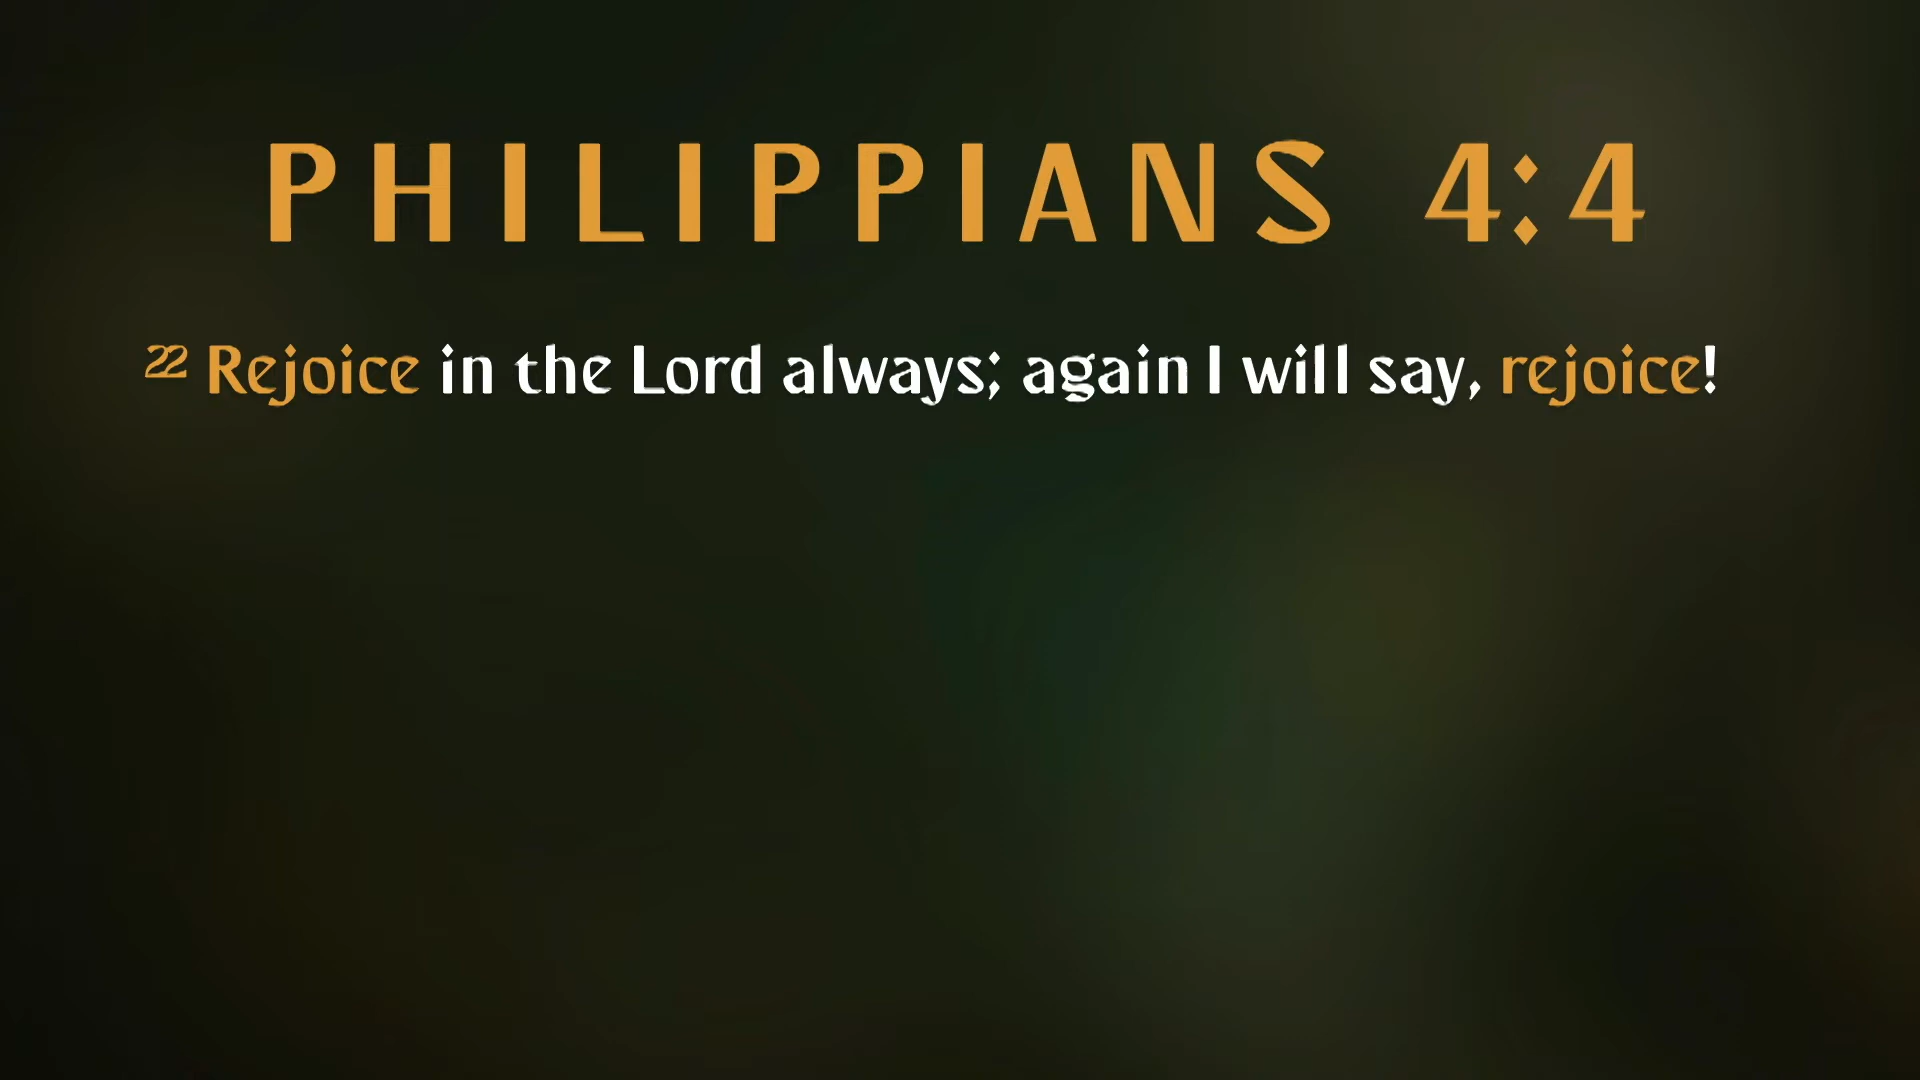 PHILIPPIANS 4:4
22 Rejoice in the Lord always; again I will say, rejoice!